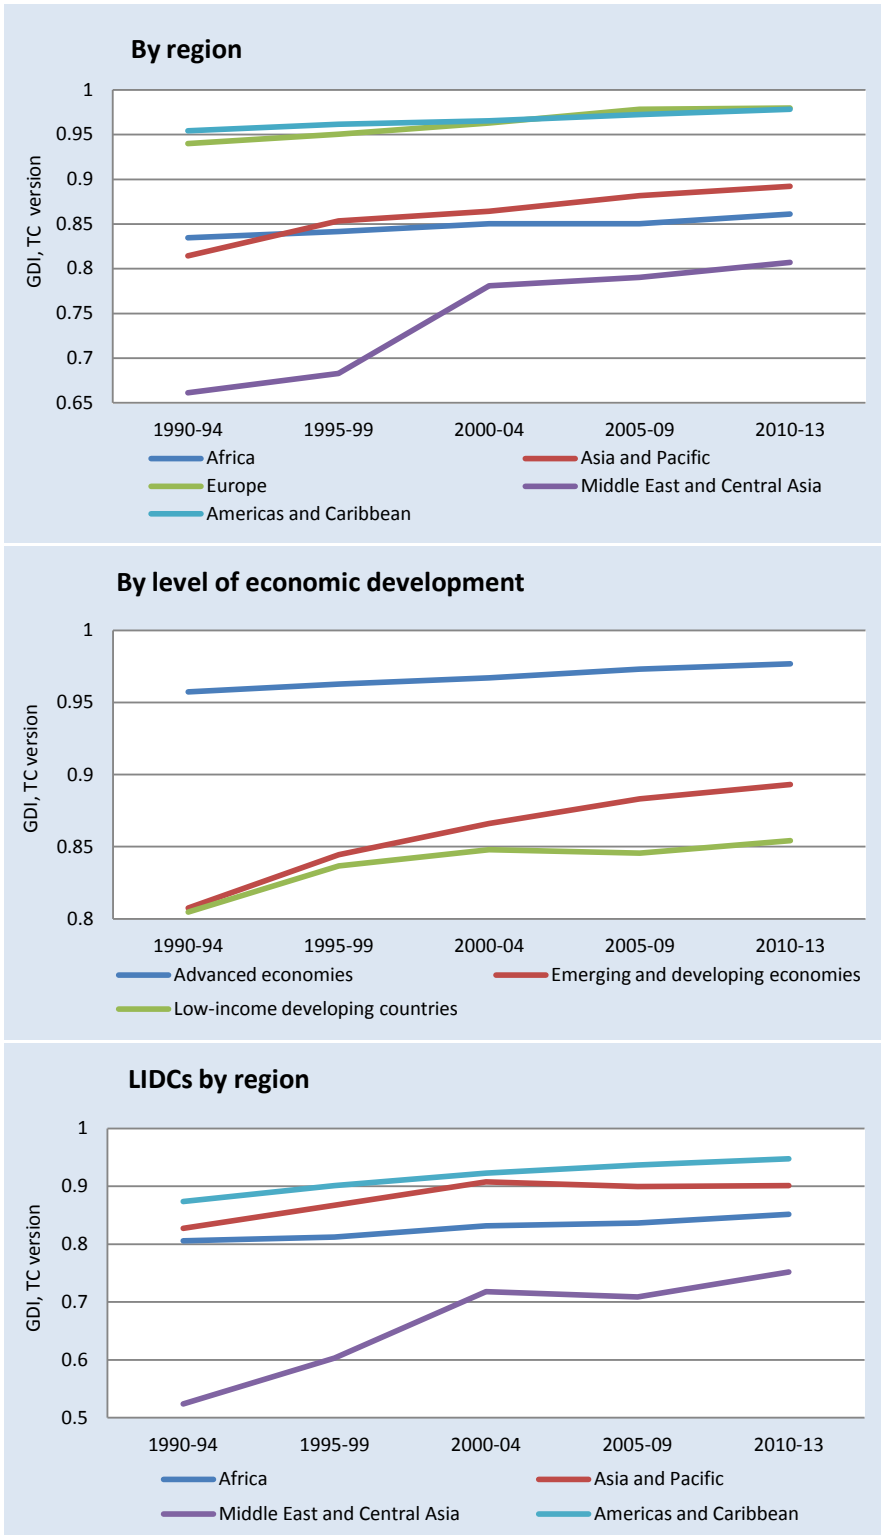 By region
GDI, TC version
1
0.95
0.9
0.85
0.8
0.75
0.7
0.65
1990-94 1995-99 2000-04 2005-09 2010-13
Africa Asia and Pacific
Europe Middle East and Central Asia
Americas and Caribbean
By level of economic development
GDI, TC version
1
0.95
0.9
0.85
0.8
1990-94 1995-99 2000-04 2005-09 2010-13
Advanced economies Emerging and developing economies
Low-income developing countries
LIDCs by region
GDI, TC version
1
0.9
0.8
0.7
0.6
0.5
1990-94 1995-99 2000-04 2005-09 2010-13
Africa Asia and Pacific
Middle East and Central Asia Americas and Caribbean